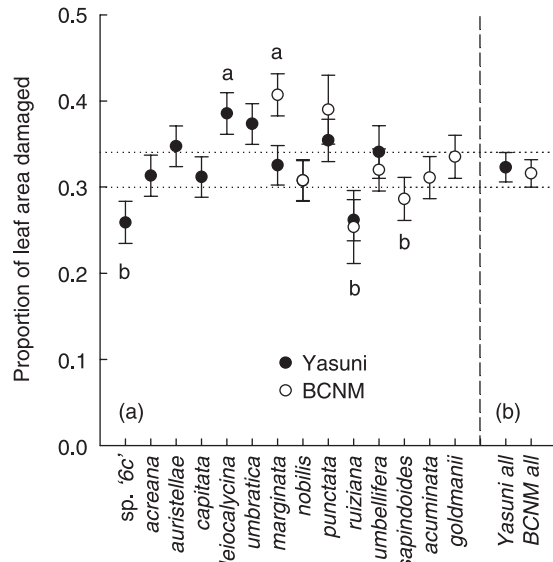 Proportion of leaf area damaged
0.5
0.4
0.3
0.2
0.1
0.0
a
a
b
b
b
Yasuni
BCNM
(a)
(b)
sp. '6c'
acreana
auristellae
capitata
leiocalycina
umbratica
marginata
nobilis
punctata
ruiziana
umbellifera
sapindoides
acuminata
goldmanii
Yasuni all
BCNM all